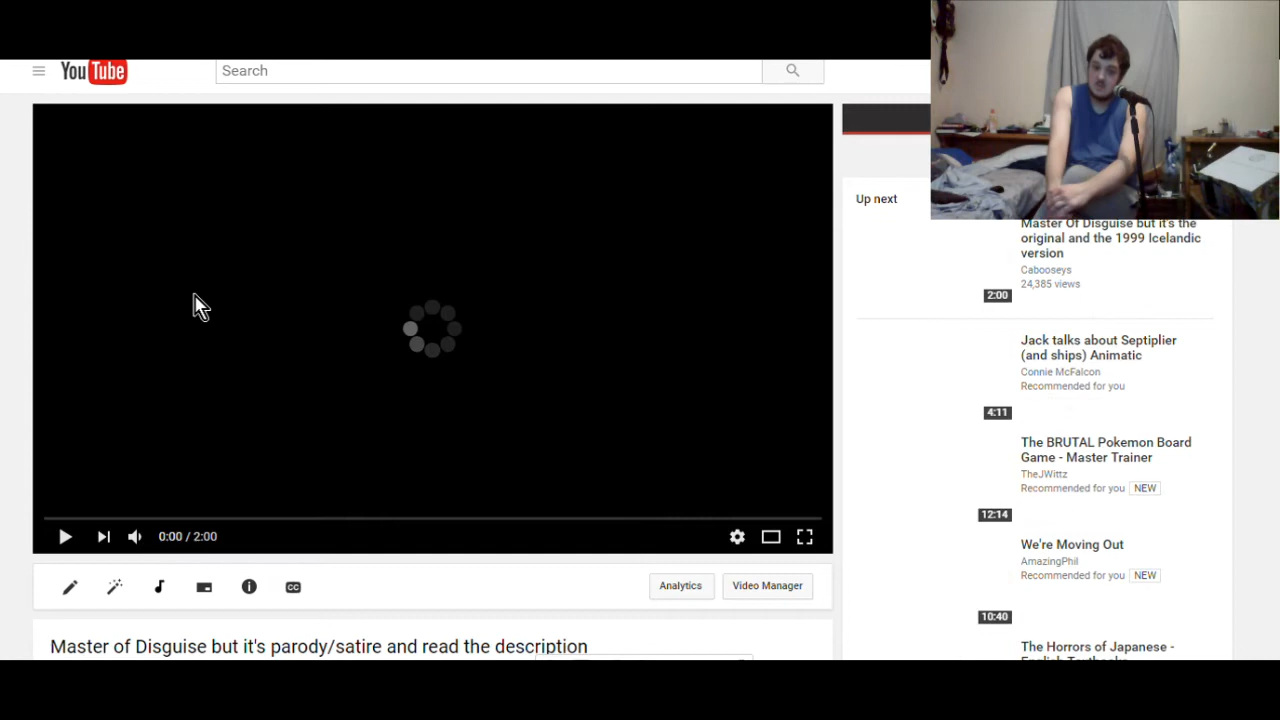 YouTube
Search
Up next
Master Of Disguise but it's the
original and the 1999 Icelandic
version
Cabooseys
24,385 views
2:00
Jack talks about Septiplier
(and ships) Animatic
Connie McFalcon
Recommended for you
4:11
The BRUTAL Pokemon Board
Game - Master Trainer
TheJWittz
Recommended for you NEW
12:14
We're Moving Out
AmazingPhil
Recommended for you NEW
10:40
The Horrors of Japanese -
English Textbooks
0:00 / 2:00
CC
Analytics
Video Manager
Master of Disguise but it's parody/satire and read the description